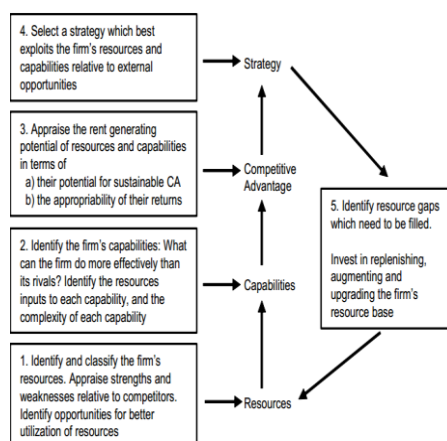 4. Select a strategy which best
exploits the firm's resources and
capabilities relative to external
opportunities
Strategy
3. Appraise the rent generating
potential of resources and capabilities
in terms of
a) their potential for sustainable CA
b) the appropriability of their returns
Competitive
Advantage
5. Identify resource gaps
which need to be filled.
Invest in replenishing,
augmenting and
upgrading the firm's
resource base
2. Identify the firm's capabilities: What
can the firm do more effectively than
its rivals? Identify the resources
inputs to each capability, and the
complexity of each capability
Capabilities
1. Identify and classify the firm's
resources. Appraise strengths and
weaknesses relative to competitors.
Identify opportunities for better
utilization of resources
Resources